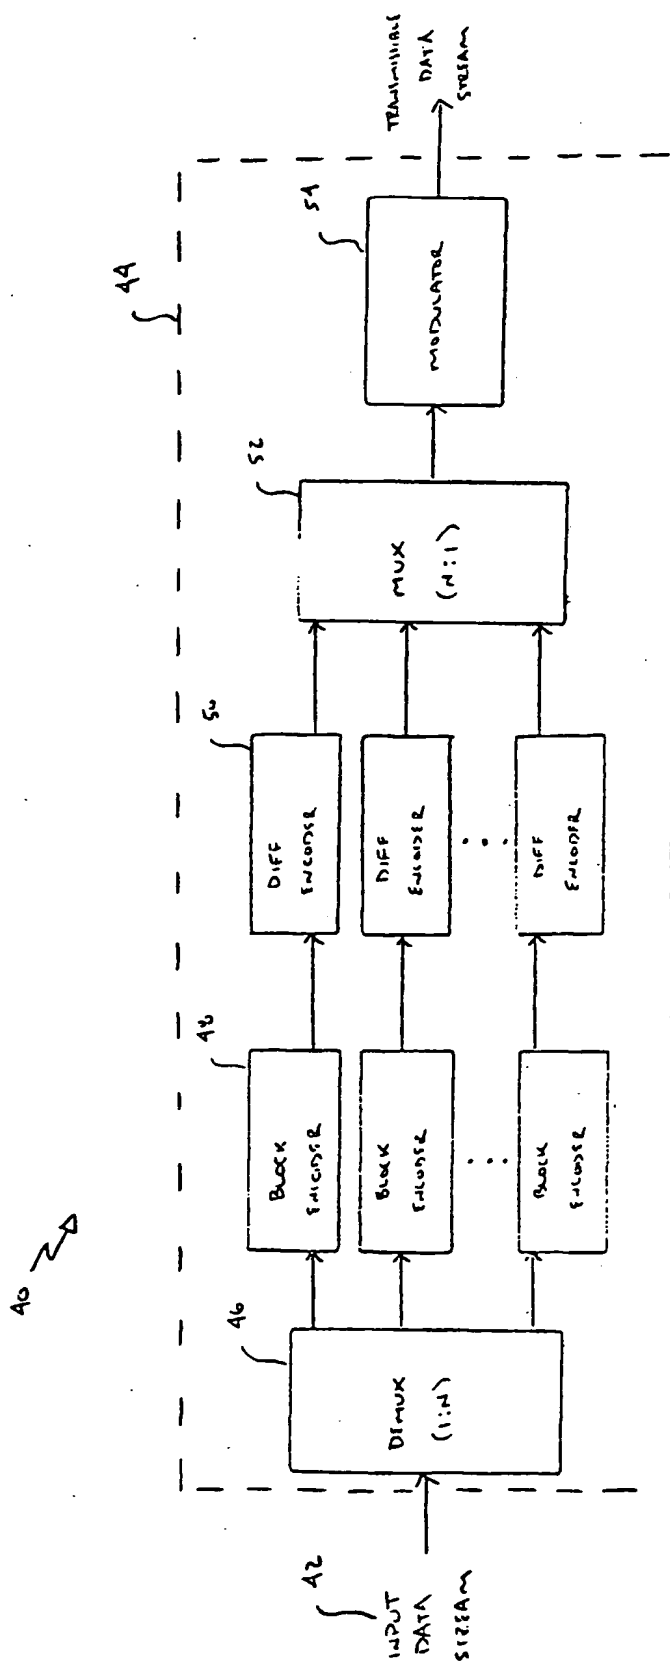 40
44
42
INPUT
DATA
STREAM
46
DEMUX
(1:N)
48
BLOCK
ENCODER
BLOCK
ENCODER
BLOCK
ENCODER
50
DIFF
ENCODER
DIFF
ENCODER
DIFF
ENCODER
52
MUX
(N:1)
54
MODULATOR
TRANSMISSIBLE
DATA
STREAM